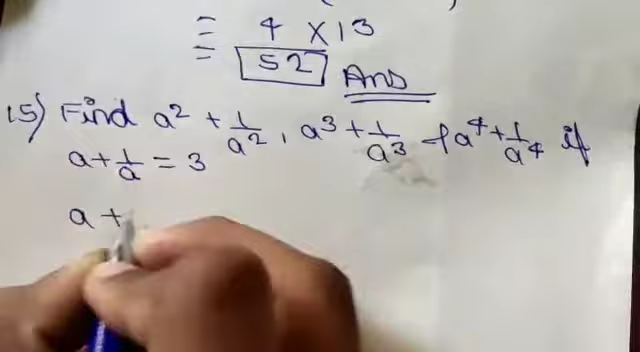 = 4 × 13
= 52 Ans
15) Find a² + 1/a², a³ + 1/a³ & a⁴ + 1/a⁴ if
a + 1/a = 3
a +